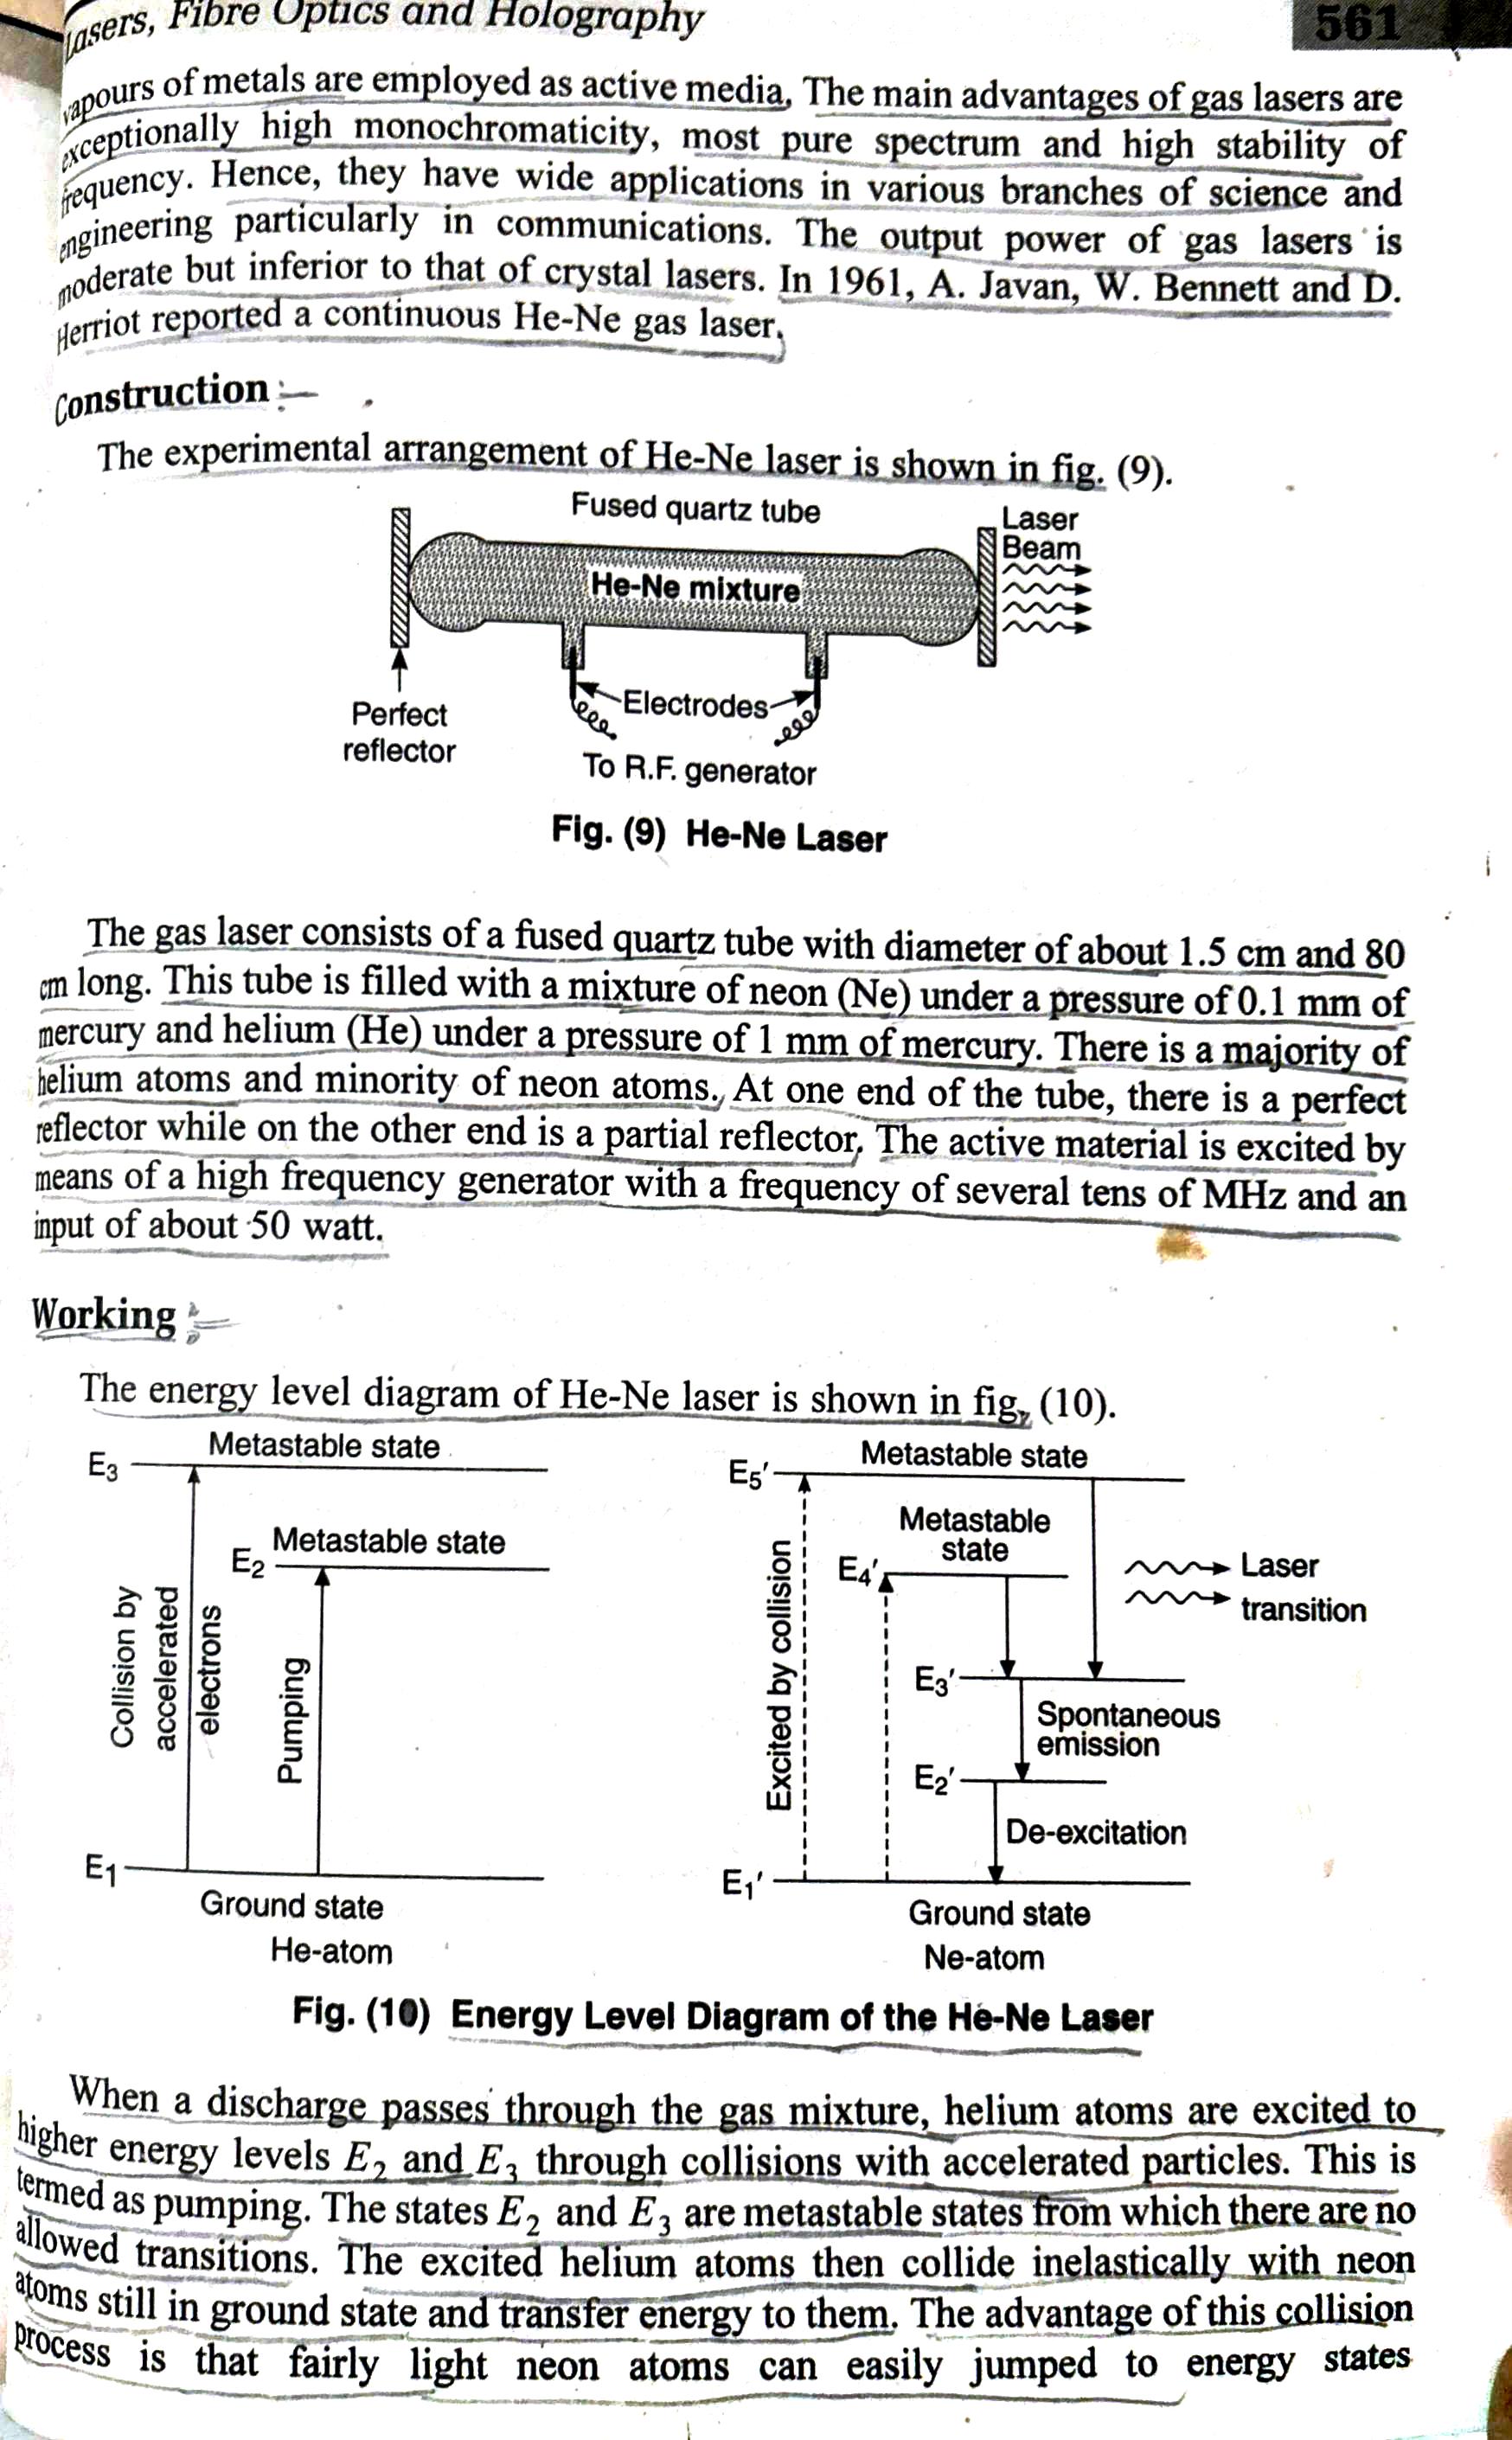 Lasers, Fibre Optics and Holography
561
vapours of metals are employed as active media. The main advantages of gas lasers are
exceptionally high monochromaticity, most pure spectrum and high stability of
frequency. Hence, they have wide applications in various branches of science and
engineering particularly in communications. The output power of gas lasers is
moderate but inferior to that of crystal lasers. In 1961, A. Javan, W. Bennett and D.
Herriot reported a continuous He-Ne gas laser.
Construction :-
The experimental arrangement of He-Ne laser is shown in fig. (9).
Fused quartz tube
Laser
Beam
He-Ne mixture
Perfect
reflector
Electrodes
To R.F. generator
Fig. (9) He-Ne Laser
The gas laser consists of a fused quartz tube with diameter of about 1.5 cm and 80
cm long. This tube is filled with a mixture of neon (Ne) under a pressure of 0.1 mm of
mercury and helium (He) under a pressure of 1 mm of mercury. There is a majority of
helium atoms and minority of neon atoms. At one end of the tube, there is a perfect
reflector while on the other end is a partial reflector. The active material is excited by
means of a high frequency generator with a frequency of several tens of MHz and an
input of about 50 watt.
Working :-
The energy level diagram of He-Ne laser is shown in fig. (10).
E3
Metastable state
E2
Metastable state
Collision by
accelerated
electrons
Pumping
E1
Ground state
He-atom
E5'
Metastable state
E4'
Metastable
state
Excited by collision
Laser
transition
E3'
Spontaneous
emission
E2'
De-excitation
E1'
Ground state
Ne-atom
Fig. (10) Energy Level Diagram of the He-Ne Laser
When a discharge passes through the gas mixture, helium atoms are excited to
higher energy levels E2 and E3 through collisions with accelerated particles. This is
termed as pumping. The states E2 and E3 are metastable states from which there are no
allowed transitions. The excited helium atoms then collide inelastically with neon
atoms still in ground state and transfer energy to them. The advantage of this collision
process is that fairly light neon atoms can easily jumped to energy states